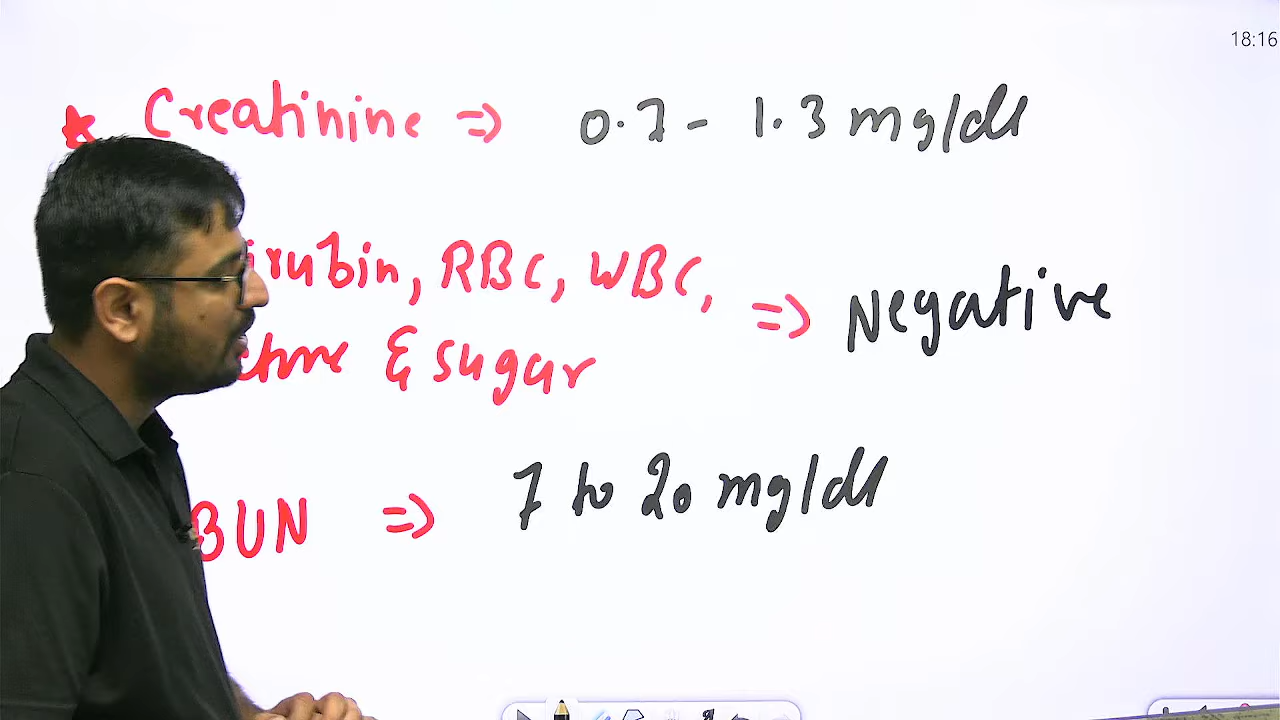 18:16
Creatinine ⇒ 0.7 - 1.3 mg/dl
irubin, RBC, WBC,
⇒ Negative
& sugar
BUN ⇒ 7 to 20 mg/dl